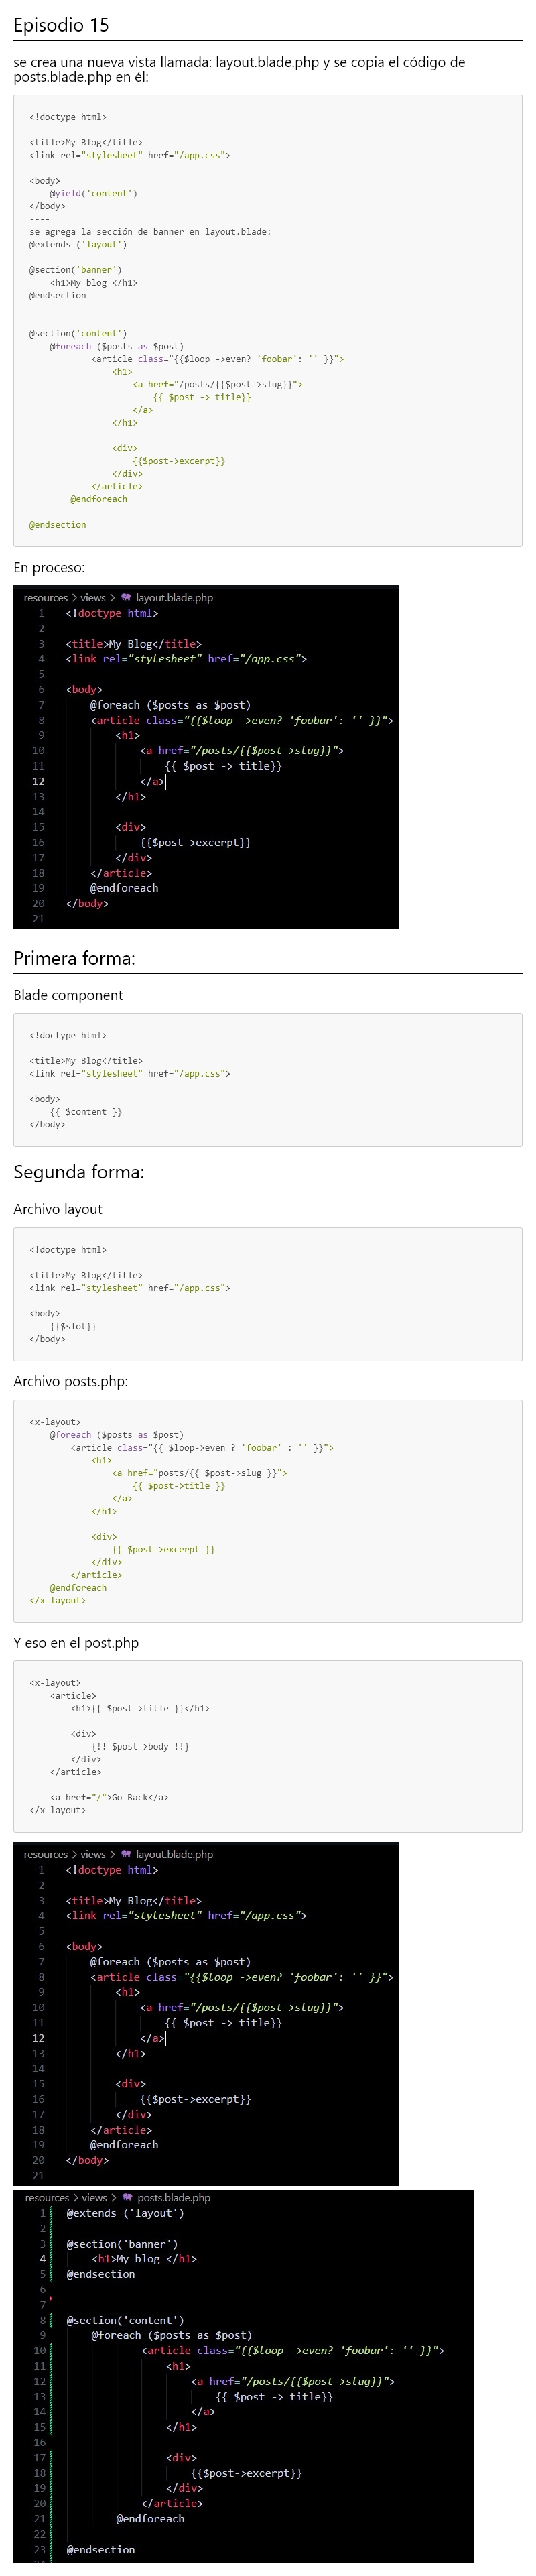 Episodio 15
se crea una nueva vista llamada: layout.blade.php y se copia el código de
posts.blade.php en él:
<!doctype html>
<title>My Blog</title>
<link rel="stylesheet" href="/app.css">
<body>
    @yield('content')
</body>
----
se agrega la sección de banner en layout.blade:
@extends ('layout')
@section('banner')
    <h1>My blog </h1>
@endsection
@section('content')
    @foreach ($posts as $post)
            <article class="{{$loop ->even? 'foobar': '' }}">
                <h1>
                    <a href="/posts/{{$post->slug}}">
                        {{ $post -> title}}
                    </a>
                </h1>
                <div>
                    {{$post->excerpt}}
                </div>
            </article>
        @endforeach
@endsection
En proceso:
resources > views > layout.blade.php
1 <!doctype html>
2
3 <title>My Blog</title>
4 <link rel="stylesheet" href="/app.css">
5
6 <body>
7     @foreach ($posts as $post)
8     <article class="{{$loop ->even? 'foobar': '' }}">
9         <h1>
10             <a href="/posts/{{$post->slug}}">
11                 {{ $post -> title}}
12             </a>
13         </h1>
14
15         <div>
16             {{$post->excerpt}}
17         </div>
18     </article>
19     @endforeach
20 </body>
21
Primera forma:
Blade component
<!doctype html>
<title>My Blog</title>
<link rel="stylesheet" href="/app.css">
<body>
    {{ $content }}
</body>
Segunda forma:
Archivo layout
<!doctype html>
<title>My Blog</title>
<link rel="stylesheet" href="/app.css">
<body>
    {{$slot}}
</body>
Archivo posts.php:
<x-layout>
    @foreach ($posts as $post)
        <article class="{{ $loop->even ? 'foobar' : '' }}">
            <h1>
                <a href="posts/{{ $post->slug }}">
                    {{ $post->title }}
                </a>
            </h1>
            <div>
                {{ $post->excerpt }}
            </div>
        </article>
    @endforeach
</x-layout>
Y eso en el post.php
<x-layout>
    <article>
        <h1>{{ $post->title }}</h1>
        <div>
            {!! $post->body !!}
        </div>
    </article>
    <a href="/">Go Back</a>
</x-layout>
resources > views > layout.blade.php
1 <!doctype html>
2
3 <title>My Blog</title>
4 <link rel="stylesheet" href="/app.css">
5
6 <body>
7     @foreach ($posts as $post)
8     <article class="{{$loop ->even? 'foobar': '' }}">
9         <h1>
10             <a href="/posts/{{$post->slug}}">
11                 {{ $post -> title}}
12             </a>
13         </h1>
14
15         <div>
16             {{$post->excerpt}}
17         </div>
18     </article>
19     @endforeach
20 </body>
21
resources > views > posts.blade.php
1 @extends ('layout')
2
3 @section('banner')
4     <h1>My blog </h1>
5 @endsection
6
7
8 @section('content')
9     @foreach ($posts as $post)
10             <article class="{{$loop ->even? 'foobar': '' }}">
11                 <h1>
12                     <a href="/posts/{{$post->slug}}">
13                         {{ $post -> title}}
14                     </a>
15                 </h1>
16
17                 <div>
18                     {{$post->excerpt}}
19                 </div>
20             </article>
21         @endforeach
22
23 @endsection